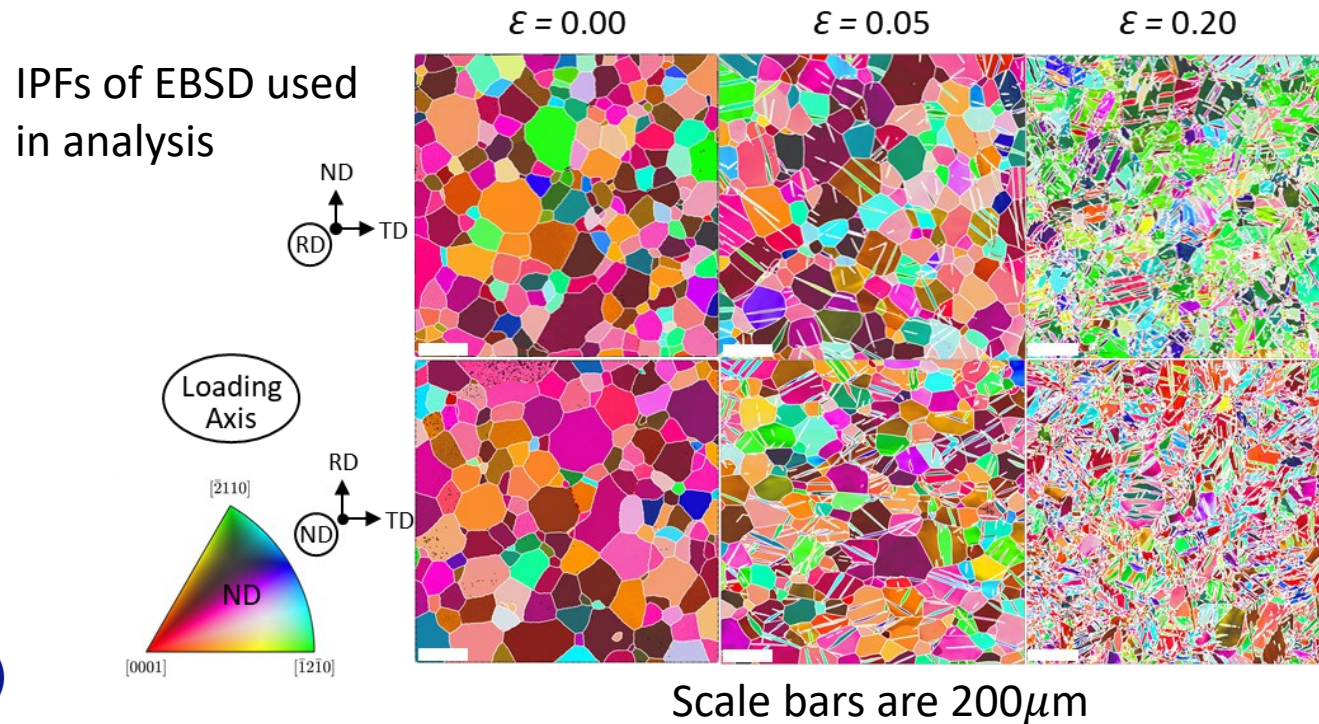 ε = 0.00
ε = 0.05
ε = 0.20
IPFs of EBSD used
in analysis
ND
RD
TD
Loading
Axis
RD
ND
TD
[2̄110]
ND
[0001]
[1̄21̄0]
Scale bars are 200μm